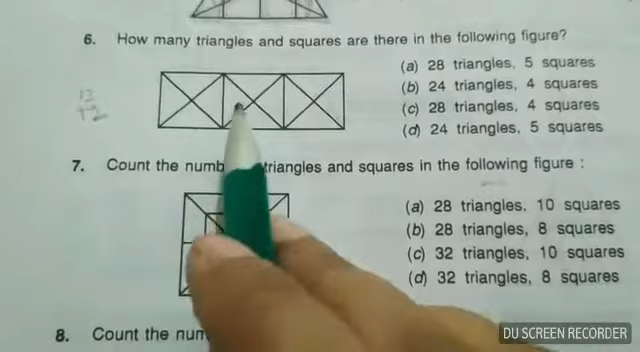 6. How many triangles and squares are there in the following figure?
(a) 28 triangles, 5 squares
(b) 24 triangles, 4 squares
(c) 28 triangles, 4 squares
(d) 24 triangles, 5 squares
7. Count the numb triangles and squares in the following figure :
(a) 28 triangles, 10 squares
(b) 28 triangles, 8 squares
(c) 32 triangles, 10 squares
(d) 32 triangles, 8 squares
8. Count the num
DU SCREEN RECORDER